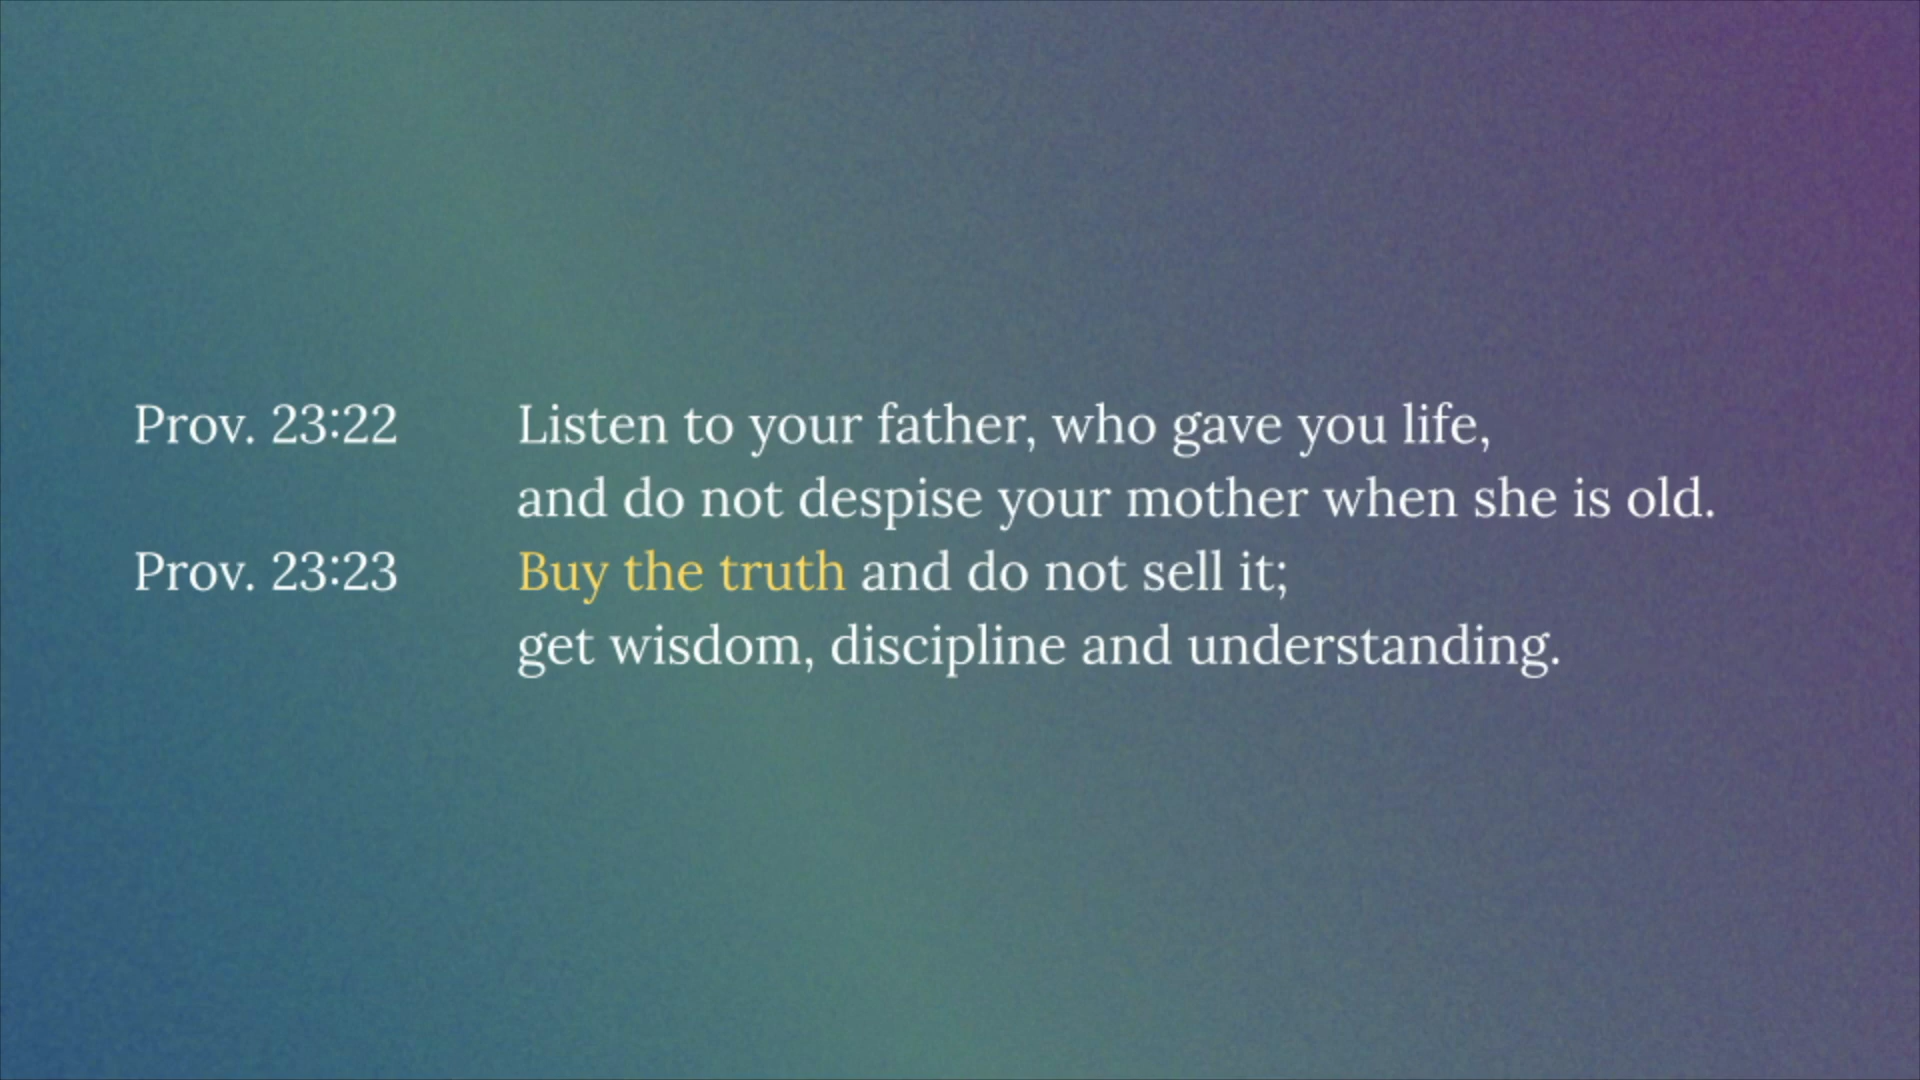 Prov. 23:22 Listen to your father, who gave you life,
and do not despise your mother when she is old.
Prov. 23:23 Buy the truth and do not sell it;
get wisdom, discipline and understanding.